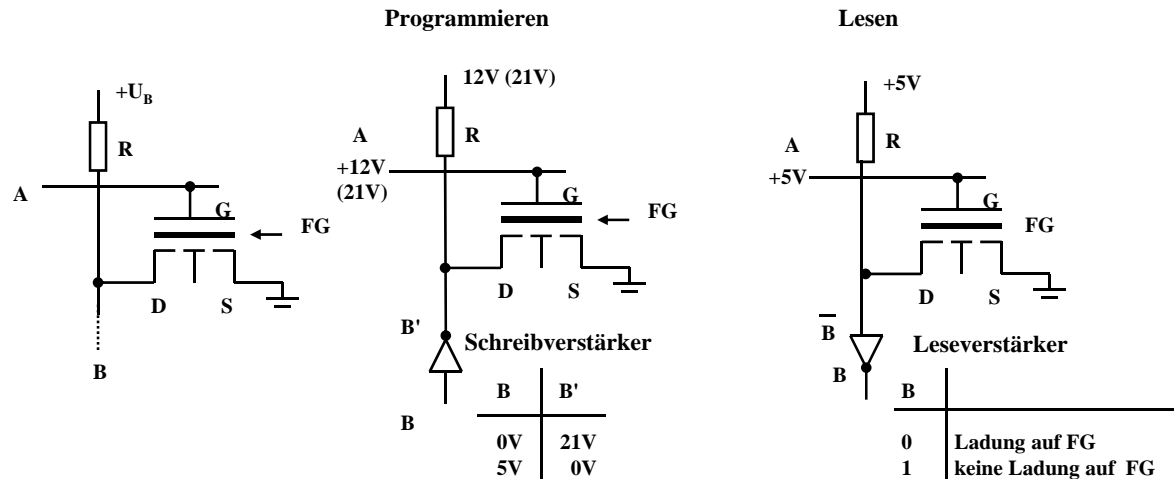 Programmieren
Lesen
+U_B
R
A
G
FG
D
S
B
12V (21V)
R
A
+12V
(21V)
G
FG
D
S
B'
Schreibverstärker
B
B B'
0V 21V
5V 0V
+5V
R
A
+5V
G
FG
D
S
B̅
Leseverstärker
B
B
0 Ladung auf FG
1 keine Ladung auf FG